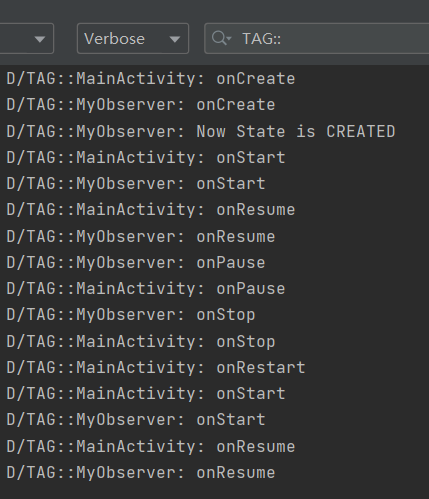 Verbose TAG::
D/TAG::MainActivity: onCreate
D/TAG::MyObserver: onCreate
D/TAG::MyObserver: Now State is CREATED
D/TAG::MainActivity: onStart
D/TAG::MyObserver: onStart
D/TAG::MainActivity: onResume
D/TAG::MyObserver: onResume
D/TAG::MyObserver: onPause
D/TAG::MainActivity: onPause
D/TAG::MyObserver: onStop
D/TAG::MainActivity: onStop
D/TAG::MainActivity: onRestart
D/TAG::MainActivity: onStart
D/TAG::MyObserver: onStart
D/TAG::MainActivity: onResume
D/TAG::MyObserver: onResume